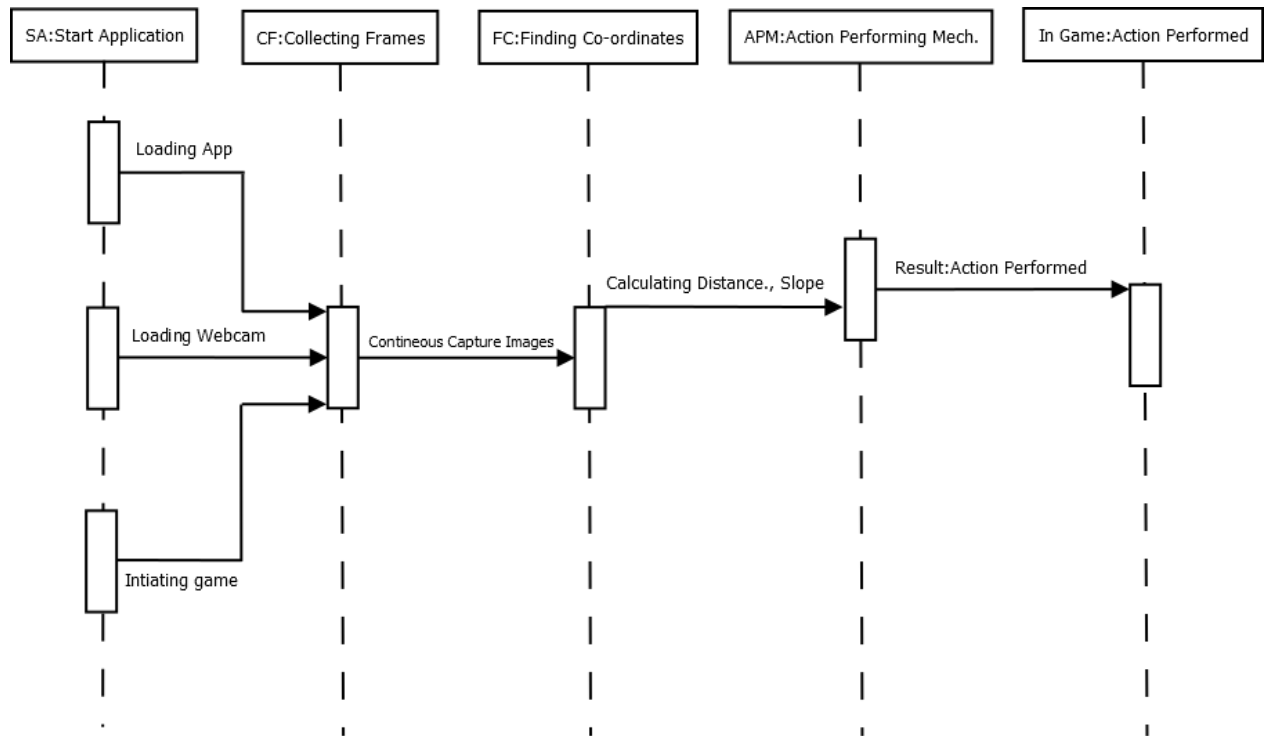 SA:Start Application
CF:Collecting Frames
FC:Finding Co-ordinates
APM:Action Performing Mech.
In Game:Action Performed
Loading App
Calculating Distance., Slope
Result:Action Performed
Loading Webcam
Contineous Capture Images
Intiating game